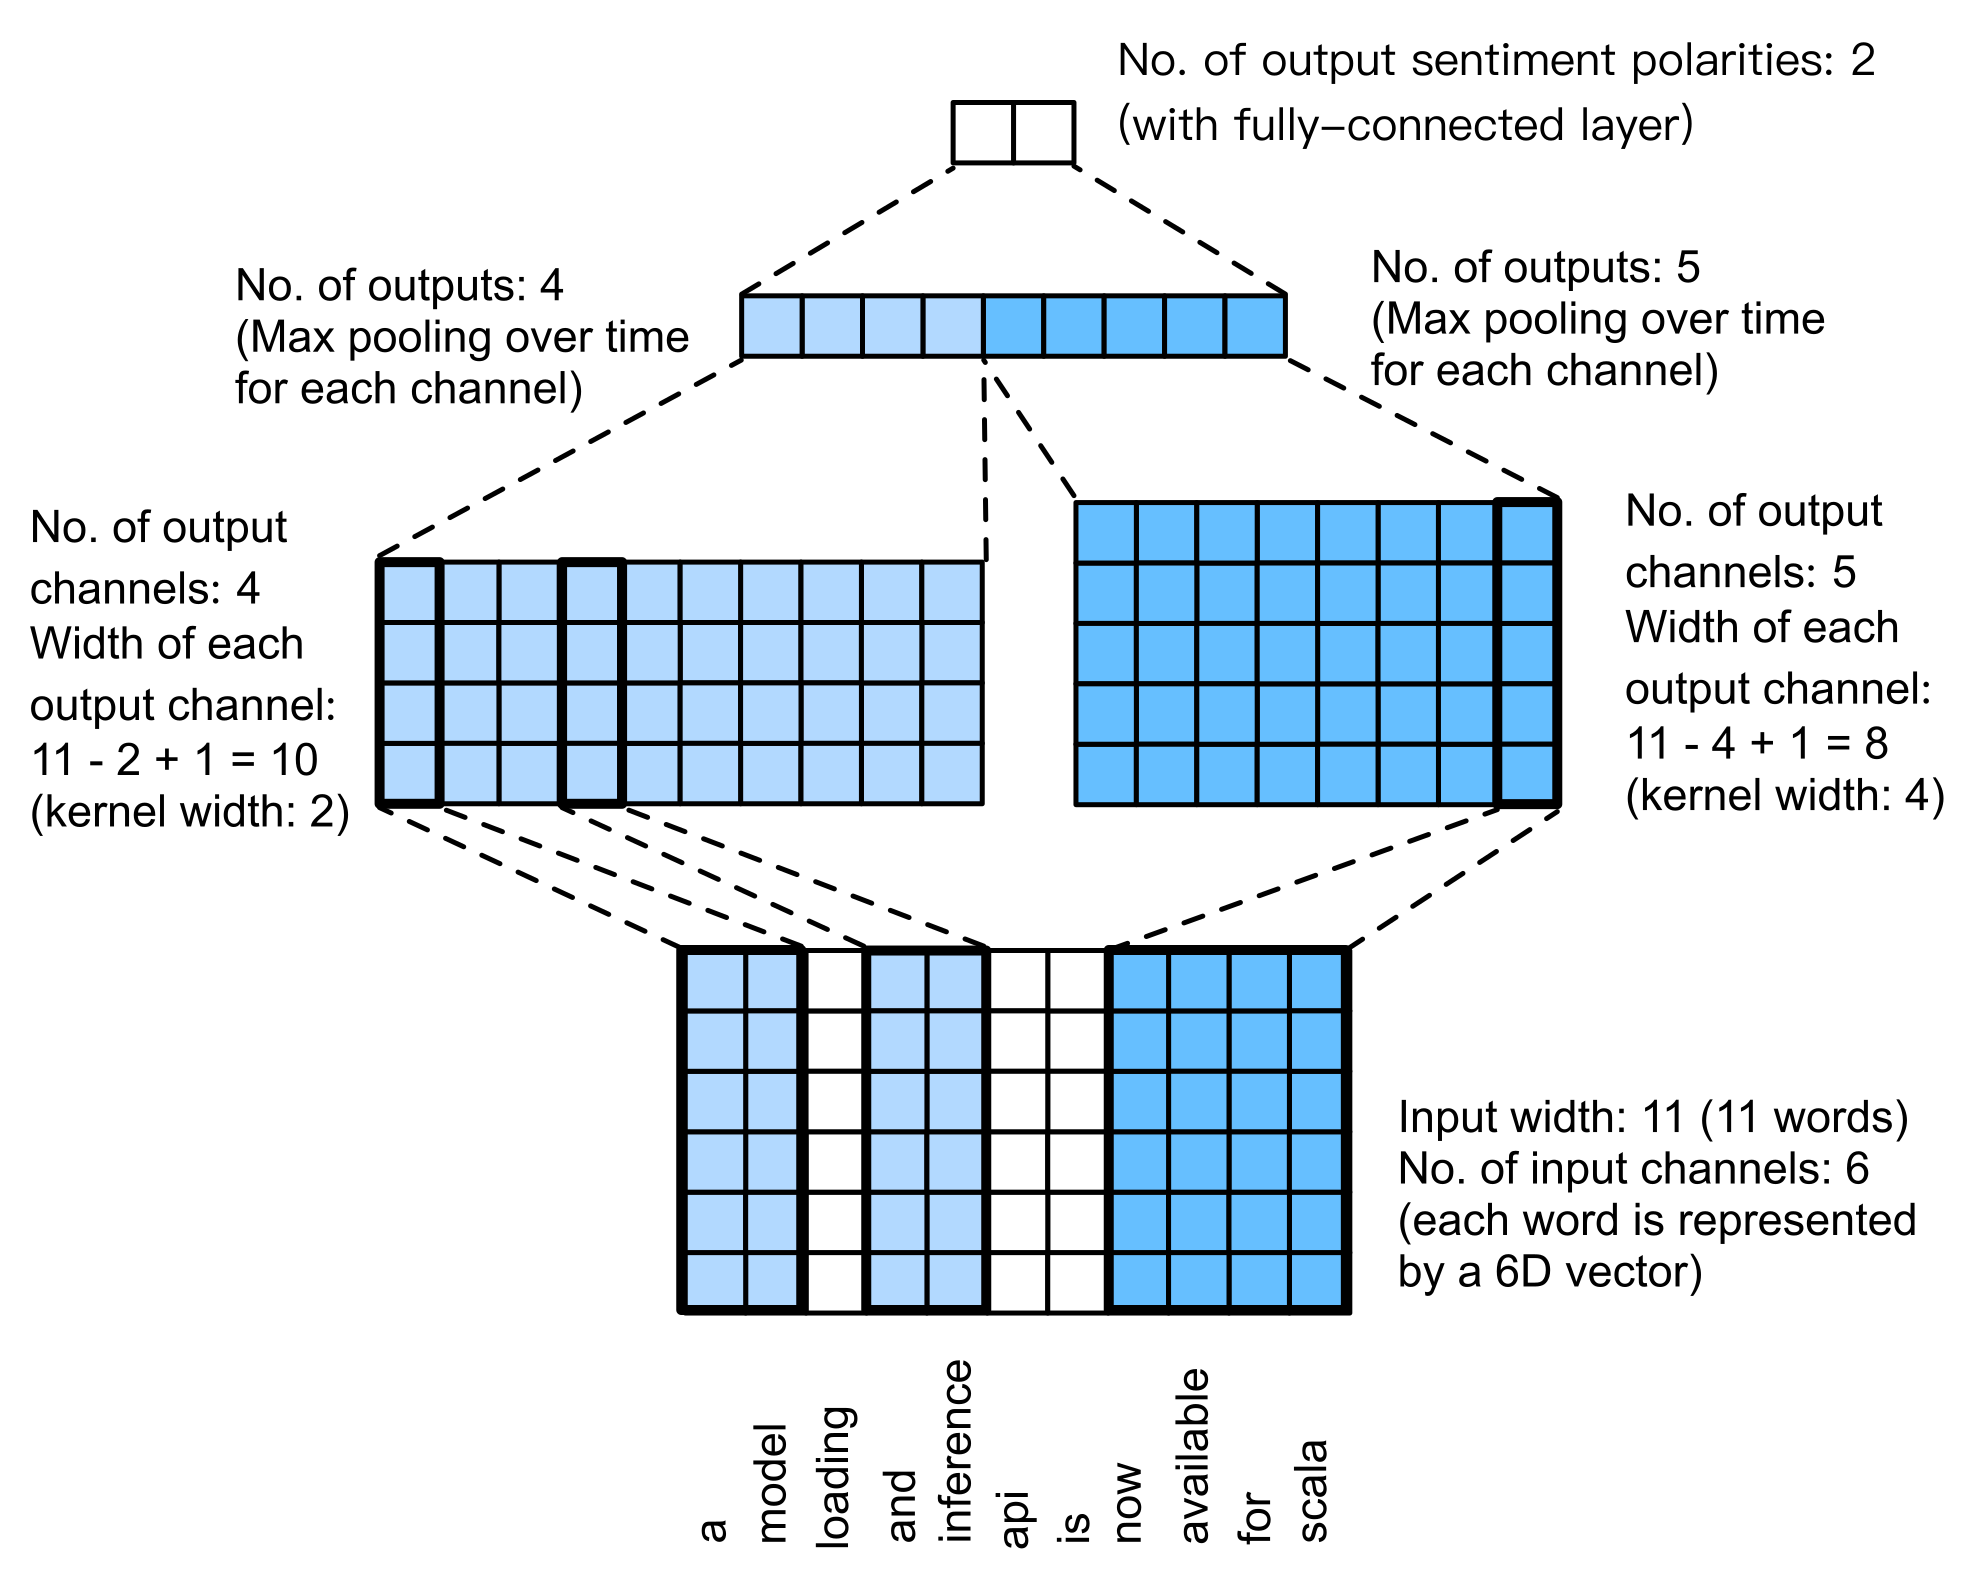 No. of output sentiment polarities: 2
(with fully-connected layer)
No. of outputs: 4
(Max pooling over time
for each channel)
No. of outputs: 5
(Max pooling over time
for each channel)
No. of output
channels: 4
Width of each
output channel:
11 - 2 + 1 = 10
(kernel width: 2)
No. of output
channels: 5
Width of each
output channel:
11 - 4 + 1 = 8
(kernel width: 4)
Input width: 11 (11 words)
No. of input channels: 6
(each word is represented
by a 6D vector)
a
model
loading
and
inference
api
is
now
available
for
scala